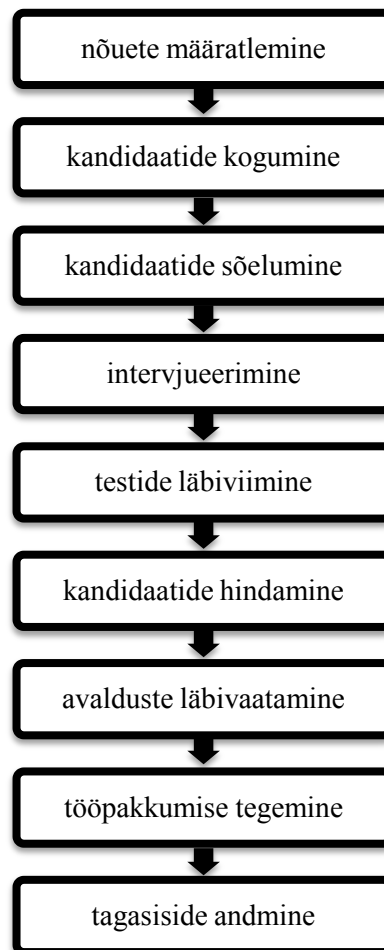 nõuete määratlemine
kandidaatide kogumine
kandidaatide sõelumine
intervjueerimine
testide läbiviimine
kandidaatide hindamine
avalduste läbivaatamine
tööpakkumise tegemine
tagasiside andmine